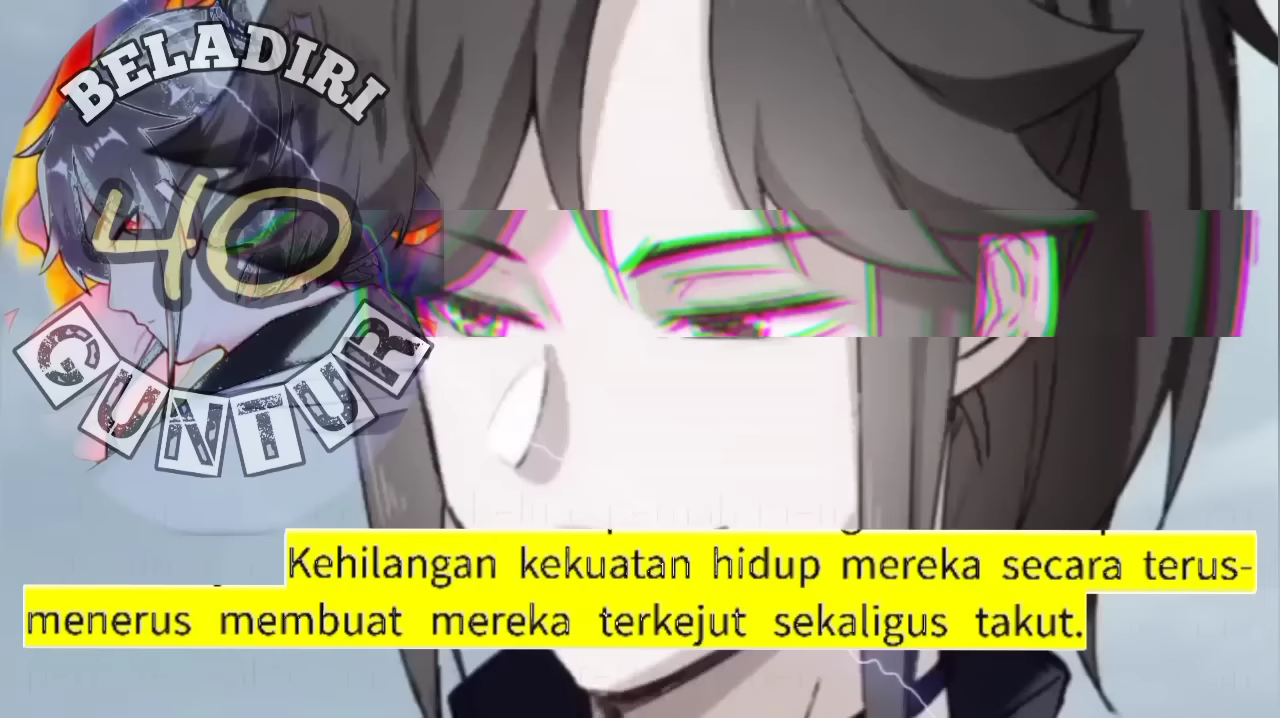 BELADIRI
40
GUNTUR
Kehilangan kekuatan hidup mereka secara terus-
menerus membuat mereka terkejut sekaligus takut.